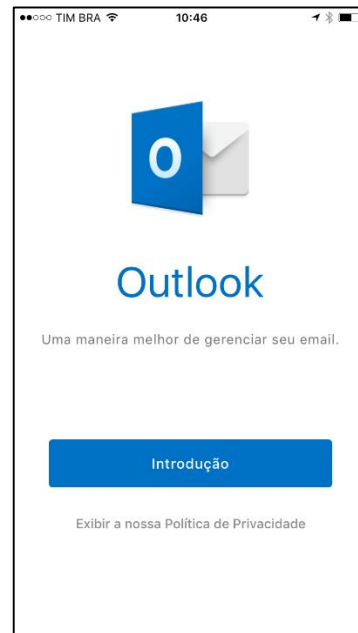 TIM BRA 10:46
O
Outlook
Uma maneira melhor de gerenciar seu email.
Introdução
Exibir a nossa Política de Privacidade